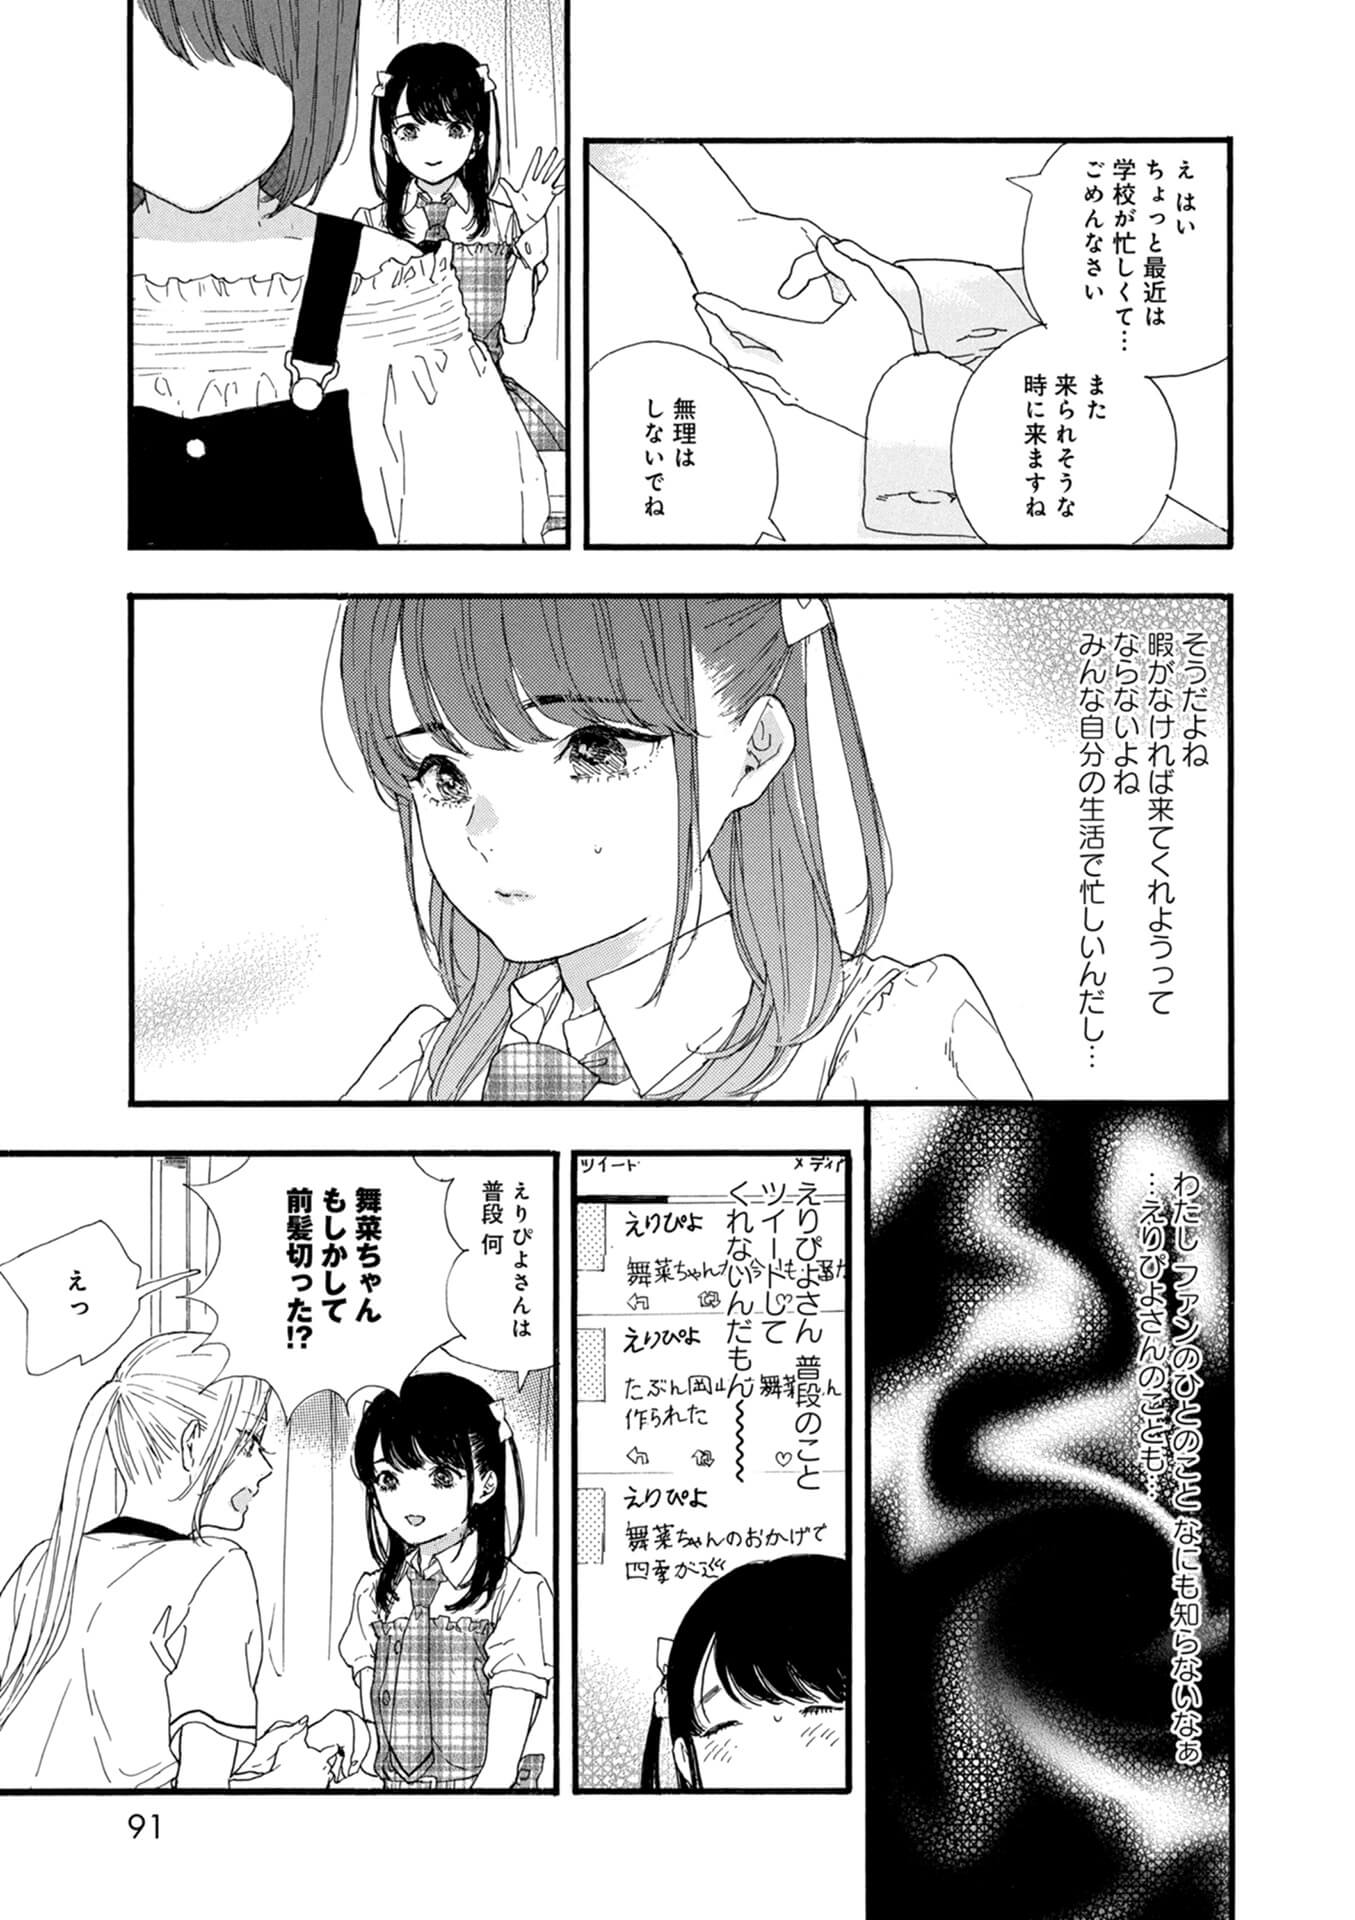 え はい
ちょっと最近は
学校が忙しくて…
ごめんなさい
また
来られそうな
時に来ますね
無理は
しないでね
そうだよね
暇がなければ来てくれようって
ならないよね
みんな自分の生活で忙しいんだし…
わたしファンのひとのこと なにも知らないなぁ
…えりぴよさんのことも…
えりぴよさん 普段のこと
ツイートして
くれないんだもん〜〜〜
ツイート
メディア
えりぴよ
舞菜ちゃん
えりぴよ
たぶん岡山
舞菜
作られた
えりぴよ
舞菜ちゃんのおかげで
四季が巡
えりぴよさんは
普段 何
舞菜ちゃん
もしかして
前髪切った!?
えっ
91